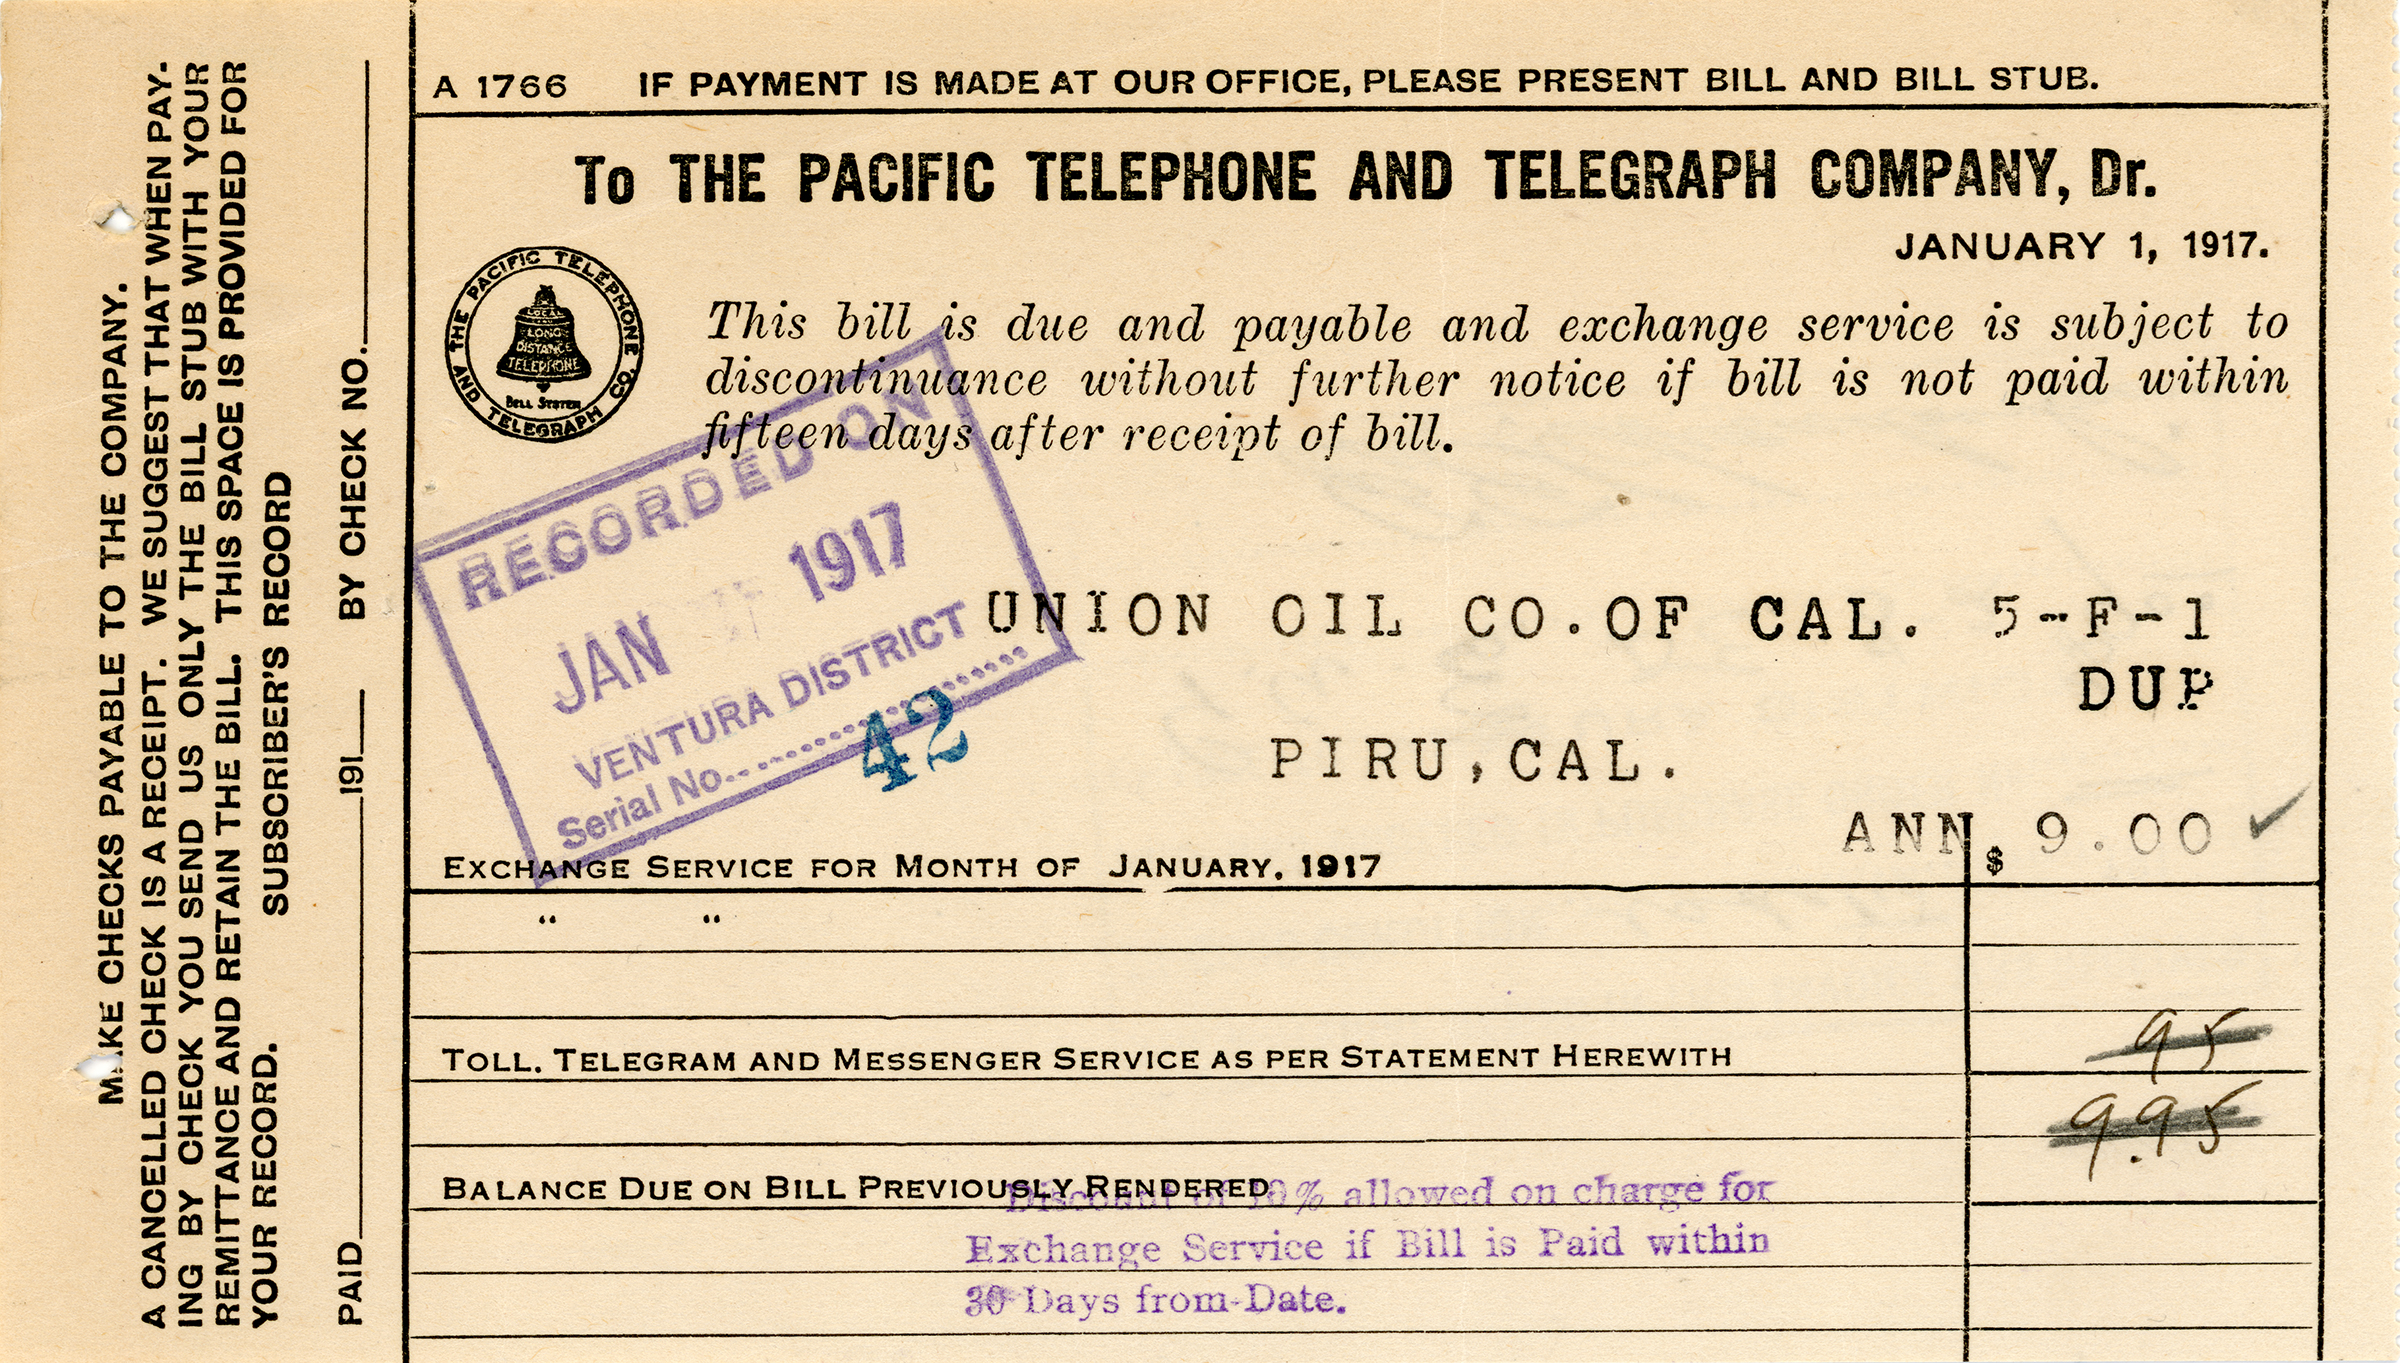 MAKE CHECKS PAYABLE TO THE COMPANY.
A CANCELLED CHECK IS A RECEIPT. WE SUGGEST THAT WHEN PAY-
ING BY CHECK YOU SEND US ONLY THE BILL STUB WITH YOUR
REMITTANCE AND RETAIN THE BILL. THIS SPACE IS PROVIDED FOR
YOUR RECORD. SUBSCRIBER'S RECORD
PAID 191 BY CHECK NO.
A 1766 IF PAYMENT IS MADE AT OUR OFFICE, PLEASE PRESENT BILL AND BILL STUB.
To THE PACIFIC TELEPHONE AND TELEGRAPH COMPANY, Dr.
JANUARY 1, 1917.
THE PACIFIC TELEPHONE AND TELEGRAPH CO.
LOCAL
AND
LONG
DISTANCE
TELEPHONE
BELL SYSTEM
This bill is due and payable and exchange service is subject to
discontinuance without further notice if bill is not paid within
fifteen days after receipt of bill.
RECORDED ON
JAN 1917
VENTURA DISTRICT
Serial No. 42
UNION OIL CO. OF CAL. 5-F-1
DUP
PIRU, CAL.
ANN $ 9.00 ✓
EXCHANGE SERVICE FOR MONTH OF JANUARY, 1917
" "
TOLL, TELEGRAM AND MESSENGER SERVICE AS PER STATEMENT HEREWITH 95
9.95
BALANCE DUE ON BILL PREVIOUSLY RENDERED
Discount of 10% allowed on charge for
Exchange Service if Bill is Paid within
30 Days from Date.